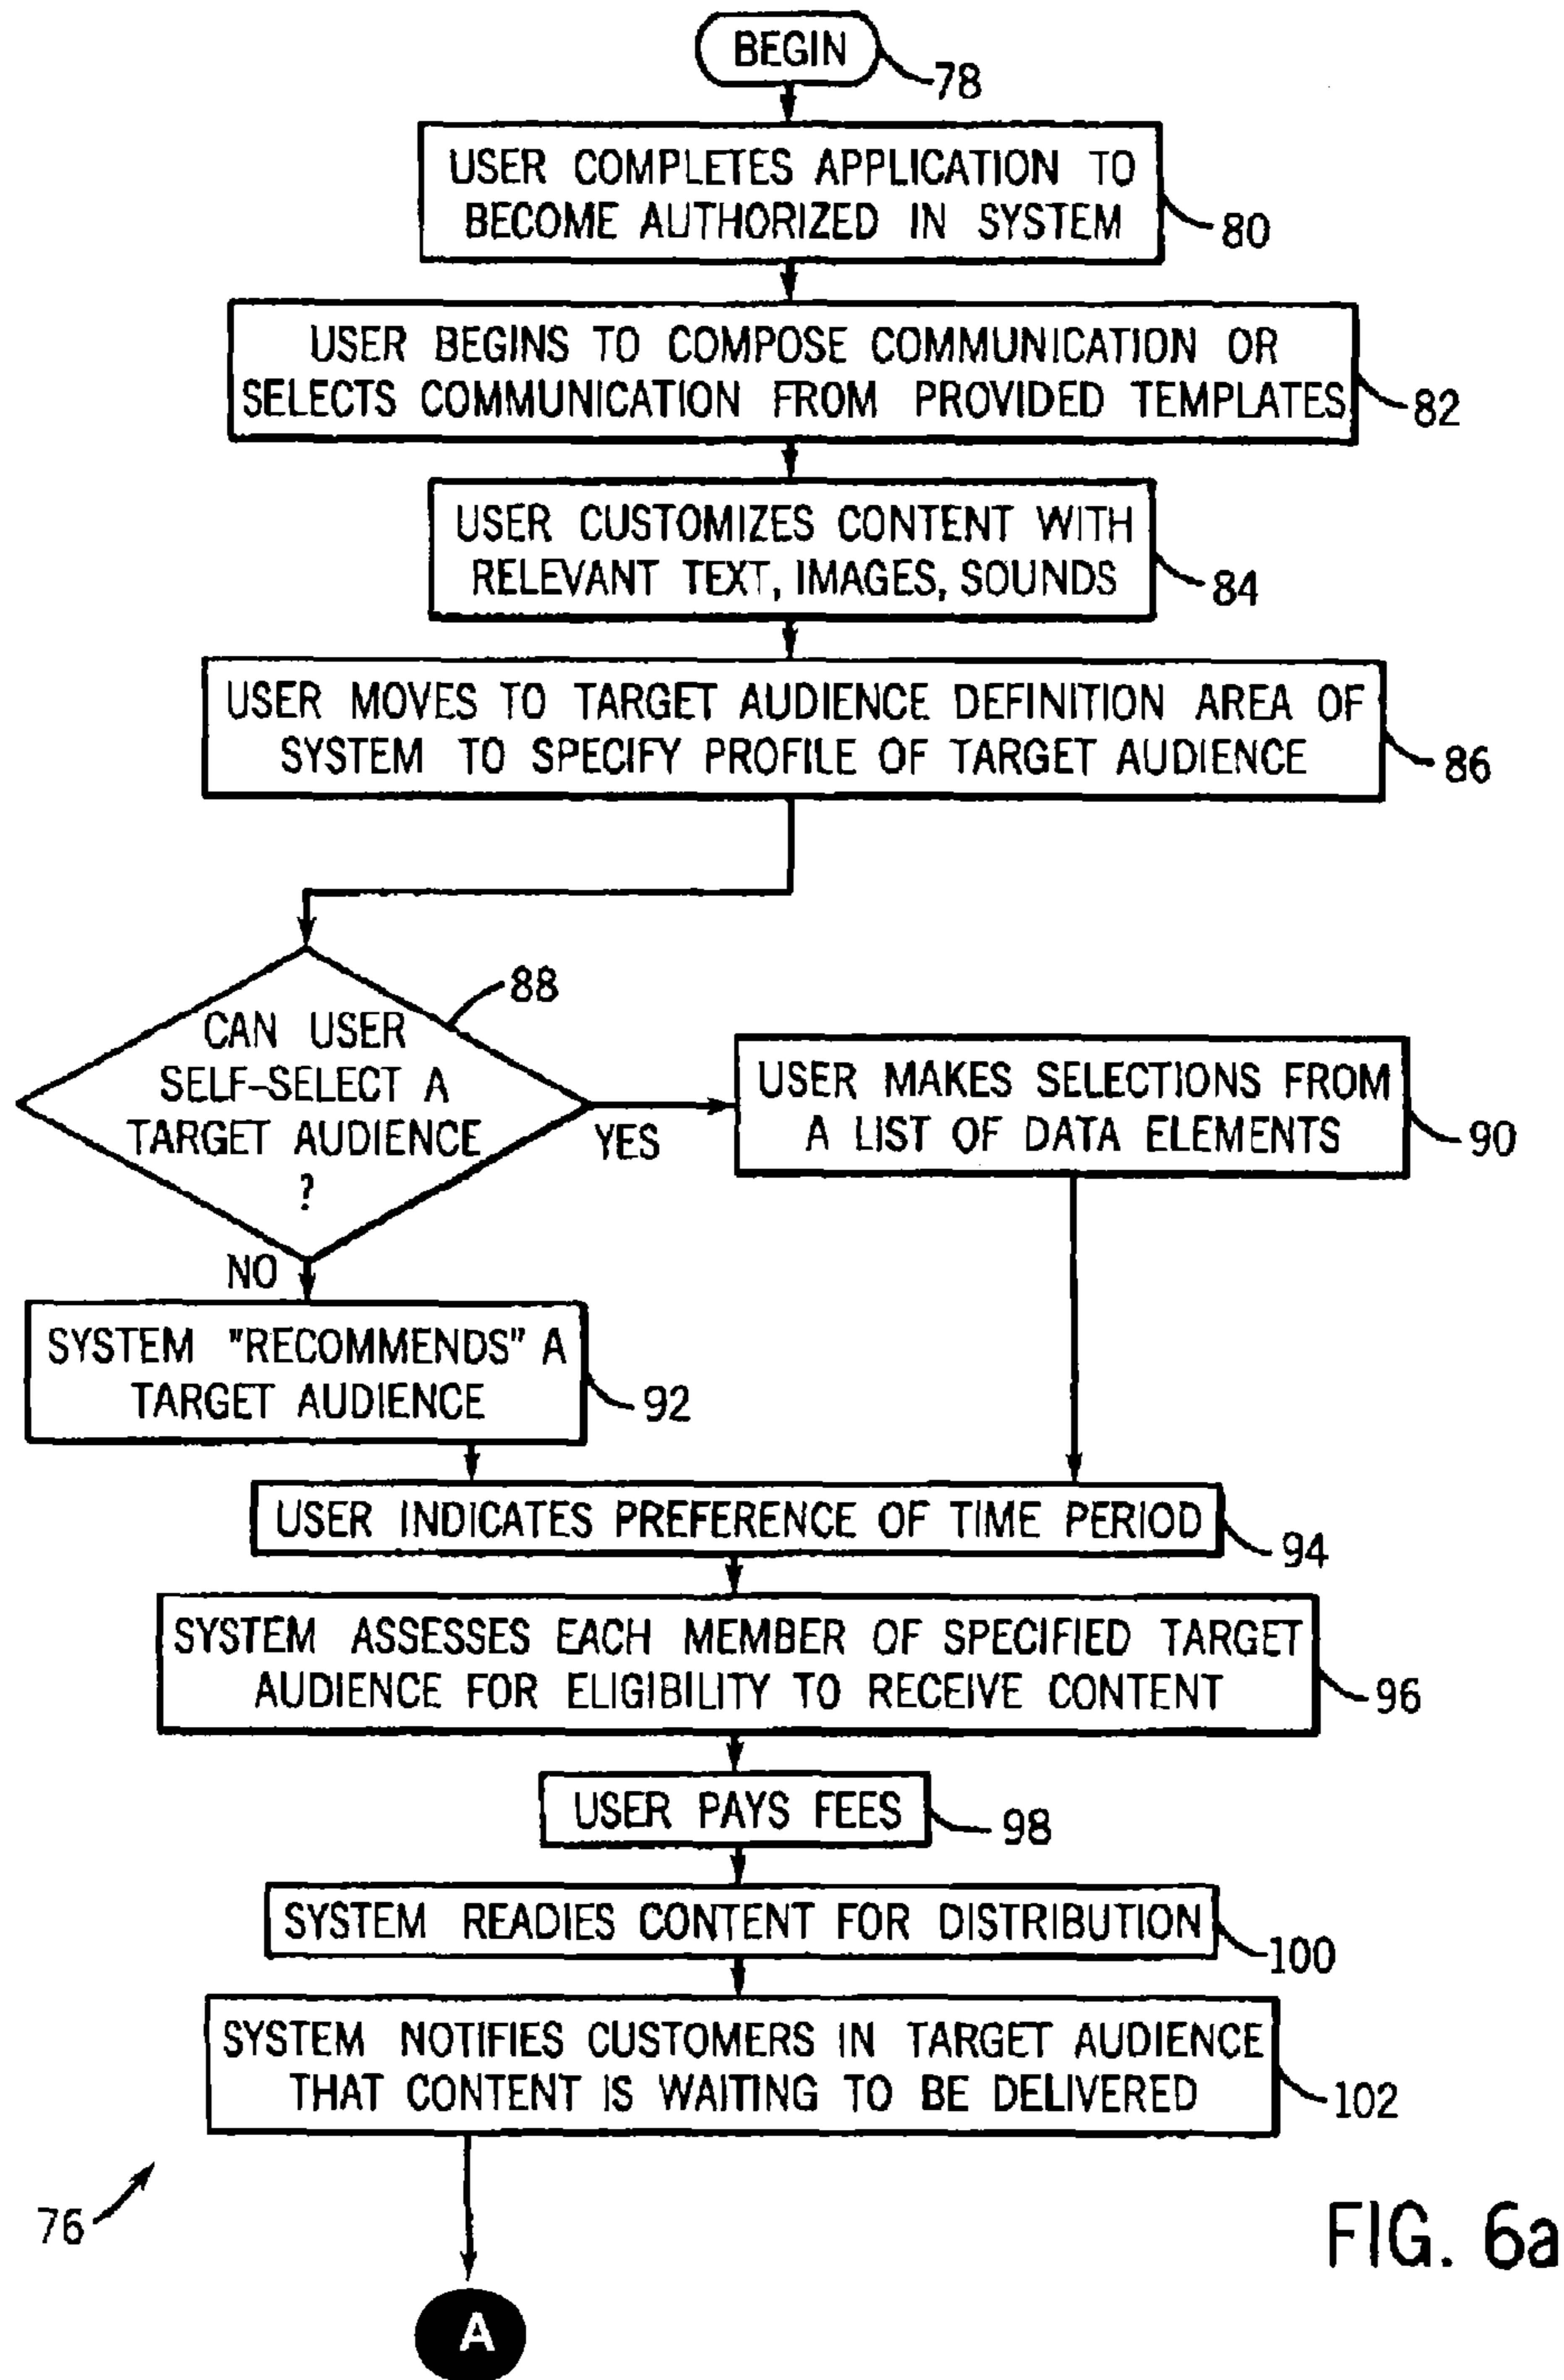 BEGIN
78
USER COMPLETES APPLICATION TO
BECOME AUTHORIZED IN SYSTEM
80
USER BEGINS TO COMPOSE COMMUNICATION OR
SELECTS COMMUNICATION FROM PROVIDED TEMPLATES
82
USER CUSTOMIZES CONTENT WITH
RELEVANT TEXT, IMAGES, SOUNDS
84
USER MOVES TO TARGET AUDIENCE DEFINITION AREA OF
SYSTEM TO SPECIFY PROFILE OF TARGET AUDIENCE
86
88
CAN USER
SELF-SELECT A
TARGET AUDIENCE
?
YES
USER MAKES SELECTIONS FROM
A LIST OF DATA ELEMENTS
90
NO
SYSTEM "RECOMMENDS" A
TARGET AUDIENCE
92
USER INDICATES PREFERENCE OF TIME PERIOD
94
SYSTEM ASSESSES EACH MEMBER OF SPECIFIED TARGET
AUDIENCE FOR ELIGIBILITY TO RECEIVE CONTENT
96
USER PAYS FEES
98
SYSTEM READIES CONTENT FOR DISTRIBUTION
100
SYSTEM NOTIFIES CUSTOMERS IN TARGET AUDIENCE
THAT CONTENT IS WAITING TO BE DELIVERED
102
76
A
FIG. 6a